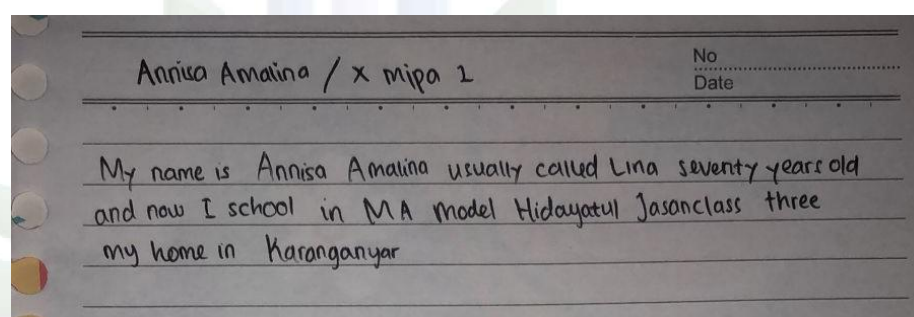 Annisa Amalina / x mipa 1
No
Date
My name is Annisa Amalina usually called Lina seventy years old
and now I school in MA Model Hidayatul Jasanclass three
my home in Karanganyar